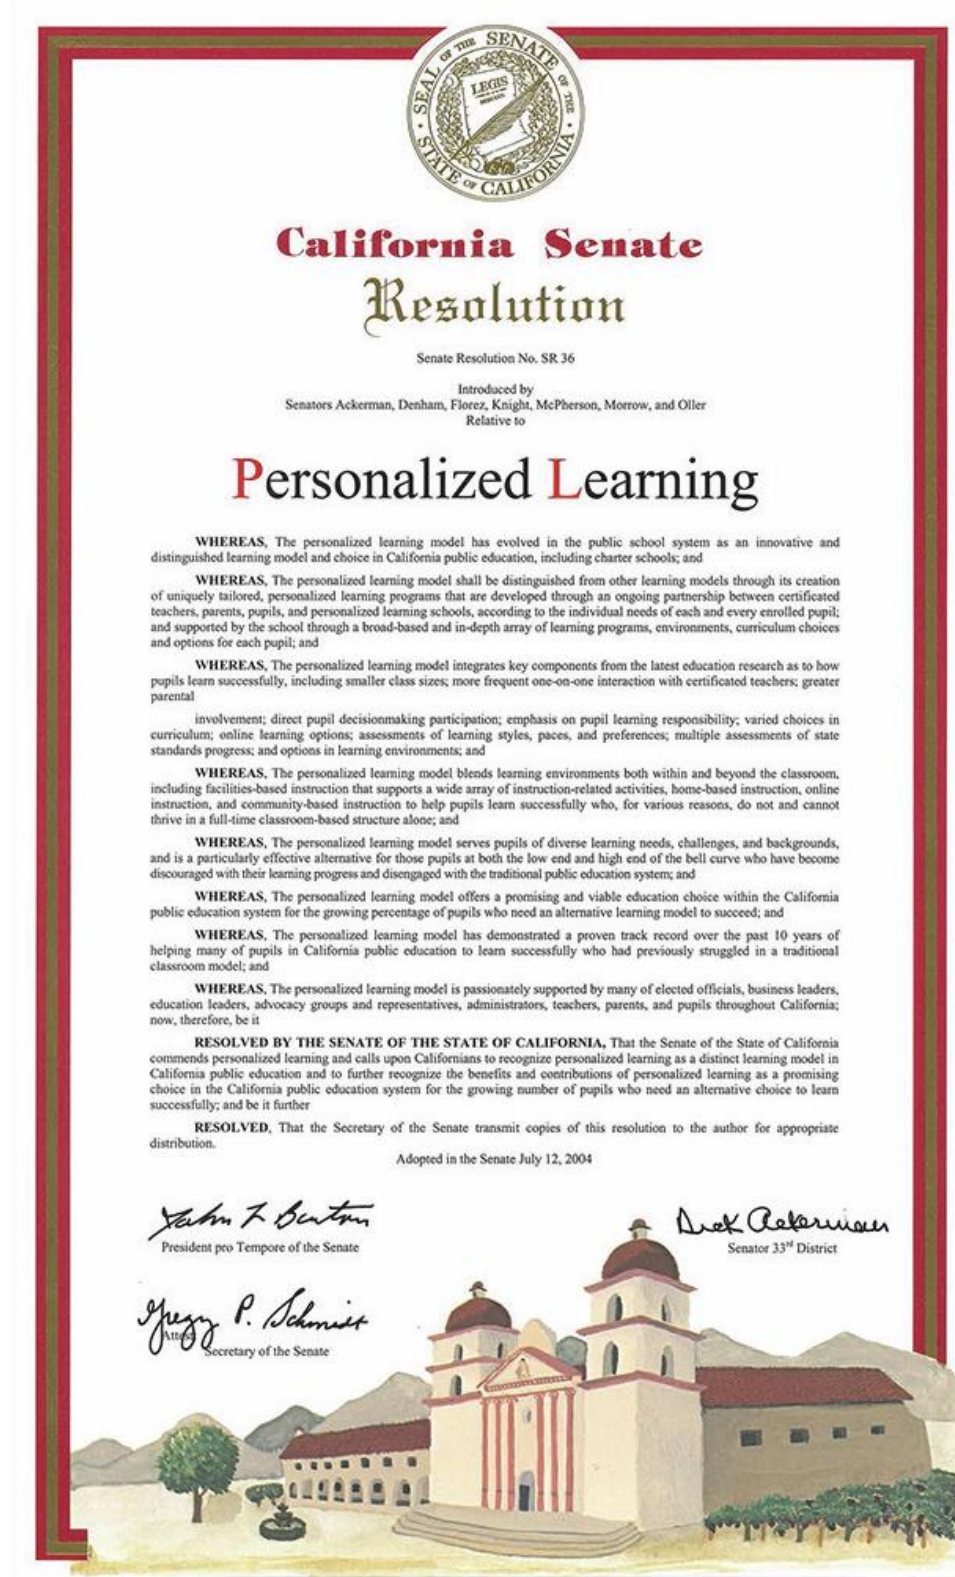 SEAL OF THE SENATE OF THE STATE OF CALIFORNIA
LEGIS
California Senate
Resolution
Senate Resolution No. SR 36
Introduced by
Senators Ackerman, Denham, Florez, Knight, McPherson, Morrow, and Oller
Relative to
Personalized Learning
WHEREAS, The personalized learning model has evolved in the public school system as an innovative and
distinguished learning model and choice in California public education, including charter schools; and
WHEREAS, The personalized learning model shall be distinguished from other learning models through its creation
of uniquely tailored, personalized learning programs that are developed through an ongoing partnership between certificated
teachers, parents, pupils, and personalized learning schools, according to the individual needs of each and every enrolled pupil;
and supported by the school through a broad-based and in-depth array of learning programs, environments, curriculum choices
and options for each pupil; and
WHEREAS, The personalized learning model integrates key components from the latest education research as to how
pupils learn successfully, including smaller class sizes; more frequent one-on-one interaction with certificated teachers; greater
parental
involvement; direct pupil decisionmaking participation; emphasis on pupil learning responsibility; varied choices in
curriculum; online learning options; assessments of learning styles, paces, and preferences; multiple assessments of state
standards progress; and options in learning environments; and
WHEREAS, The personalized learning model blends learning environments both within and beyond the classroom,
including facilities-based instruction that supports a wide array of instruction-related activities, home-based instruction, online
instruction, and community-based instruction to help pupils learn successfully who, for various reasons, do not and cannot
thrive in a full-time classroom-based structure alone; and
WHEREAS, The personalized learning model serves pupils of diverse learning needs, challenges, and backgrounds,
and is a particularly effective alternative for those pupils at both the low end and high end of the bell curve who have become
discouraged with their learning progress and disengaged with the traditional public education system; and
WHEREAS, The personalized learning model offers a promising and viable education choice within the California
public education system for the growing percentage of pupils who need an alternative learning model to succeed; and
WHEREAS, The personalized learning model has demonstrated a proven track record over the past 10 years of
helping many of pupils in California public education to learn successfully who had previously struggled in a traditional
classroom model; and
WHEREAS, The personalized learning model is passionately supported by many of elected officials, business leaders,
education leaders, advocacy groups and representatives, administrators, teachers, parents, and pupils throughout California;
now, therefore, be it
RESOLVED BY THE SENATE OF THE STATE OF CALIFORNIA, That the Senate of the State of California
commends personalized learning and calls upon Californians to recognize personalized learning as a distinct learning model in
California public education and to further recognize the benefits and contributions of personalized learning as a promising
choice in the California public education system for the growing number of pupils who need an alternative choice to learn
successfully; and be it further
RESOLVED, That the Secretary of the Senate transmit copies of this resolution to the author for appropriate
distribution.
Adopted in the Senate July 12, 2004
John L Burton
President pro Tempore of the Senate
Dick Ackerman
Senator 33rd District
Gregory P. Schmidt
Attest:
Secretary of the Senate